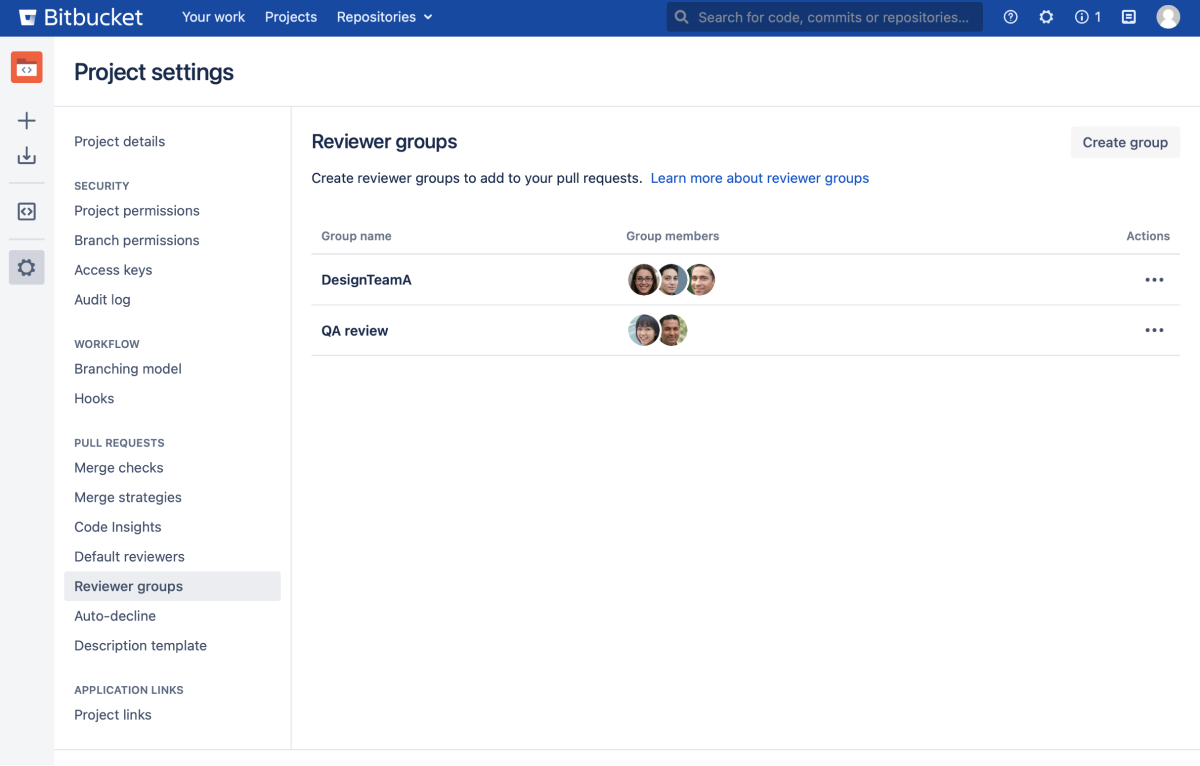 Bitbucket Your work Projects Repositories Search for code, commits or repositories... 1
Project settings
Project details
SECURITY
Project permissions
Branch permissions
Access keys
Audit log
WORKFLOW
Branching model
Hooks
PULL REQUESTS
Merge checks
Merge strategies
Code Insights
Default reviewers
Reviewer groups
Auto-decline
Description template
APPLICATION LINKS
Project links
Reviewer groups
Create group
Create reviewer groups to add to your pull requests. Learn more about reviewer groups
Group name Group members Actions
DesignTeamA
QA review